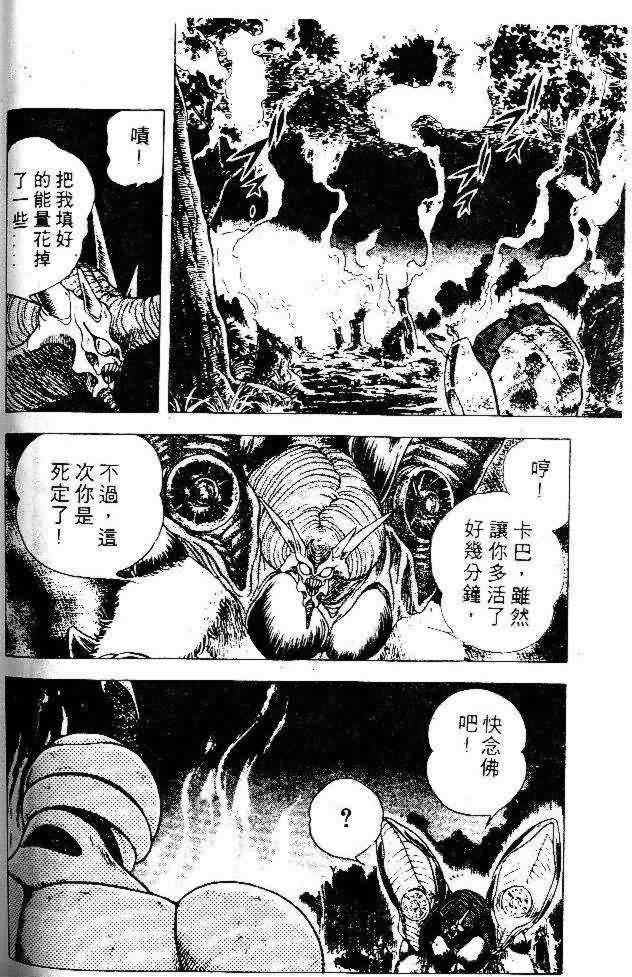 嘖！
把我填好
的能量花掉
了一些…
哼！
卡巴，雖然
讓你多活了
好幾分鐘，
不過，這
次你是
死定了！
快念佛
吧！
？